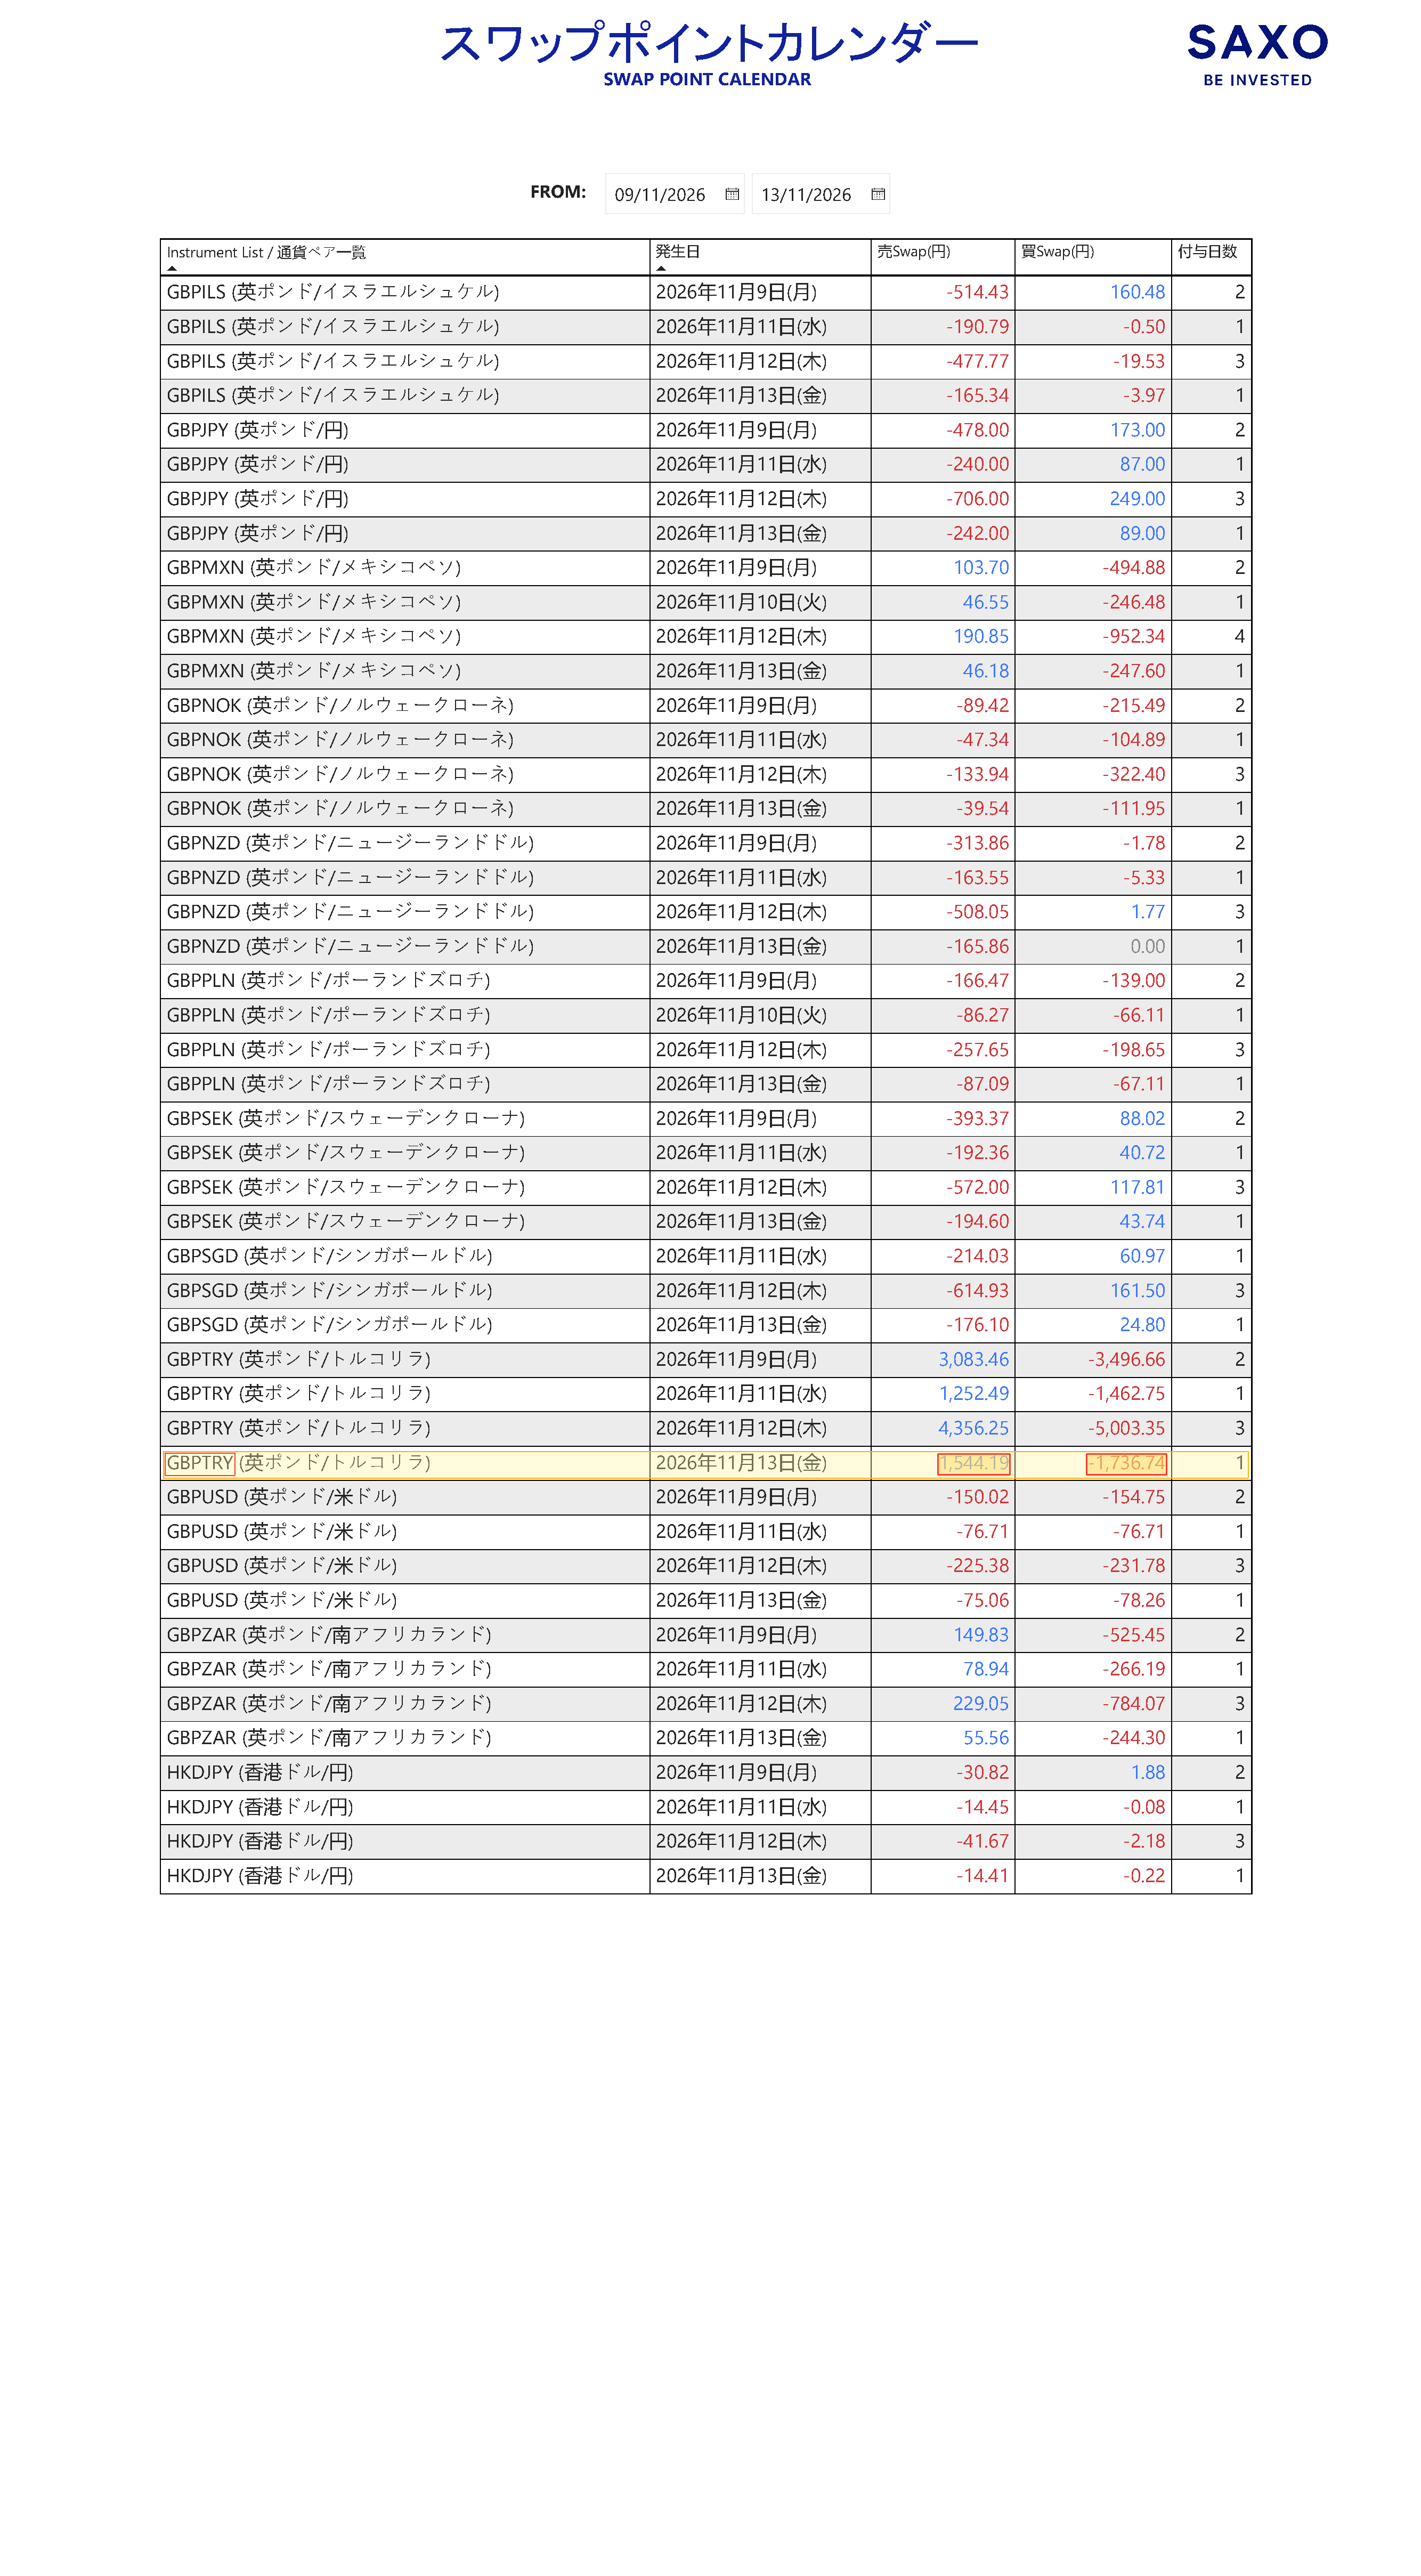 スワップポイントカレンダー
SWAP POINT CALENDAR
SAXO
BE INVESTED
FROM: 09/11/2026 13/11/2026
Instrument List / 通貨ペア一覧 発生日 売Swap(円) 買Swap(円) 付与日数
GBPILS (英ポンド/イスラエルシュケル) 2026年11月9日(月) -514.43 160.48 2
GBPILS (英ポンド/イスラエルシュケル) 2026年11月11日(水) -190.79 -0.50 1
GBPILS (英ポンド/イスラエルシュケル) 2026年11月12日(木) -477.77 -19.53 3
GBPILS (英ポンド/イスラエルシュケル) 2026年11月13日(金) -165.34 -3.97 1
GBPJPY (英ポンド/円) 2026年11月9日(月) -478.00 173.00 2
GBPJPY (英ポンド/円) 2026年11月11日(水) -240.00 87.00 1
GBPJPY (英ポンド/円) 2026年11月12日(木) -706.00 249.00 3
GBPJPY (英ポンド/円) 2026年11月13日(金) -242.00 89.00 1
GBPMXN (英ポンド/メキシコペソ) 2026年11月9日(月) 103.70 -494.88 2
GBPMXN (英ポンド/メキシコペソ) 2026年11月10日(火) 46.55 -246.48 1
GBPMXN (英ポンド/メキシコペソ) 2026年11月12日(木) 190.85 -952.34 4
GBPMXN (英ポンド/メキシコペソ) 2026年11月13日(金) 46.18 -247.60 1
GBPNOK (英ポンド/ノルウェークローネ) 2026年11月9日(月) -89.42 -215.49 2
GBPNOK (英ポンド/ノルウェークローネ) 2026年11月11日(水) -47.34 -104.89 1
GBPNOK (英ポンド/ノルウェークローネ) 2026年11月12日(木) -133.94 -322.40 3
GBPNOK (英ポンド/ノルウェークローネ) 2026年11月13日(金) -39.54 -111.95 1
GBPNZD (英ポンド/ニュージーランドドル) 2026年11月9日(月) -313.86 -1.78 2
GBPNZD (英ポンド/ニュージーランドドル) 2026年11月11日(水) -163.55 -5.33 1
GBPNZD (英ポンド/ニュージーランドドル) 2026年11月12日(木) -508.05 1.77 3
GBPNZD (英ポンド/ニュージーランドドル) 2026年11月13日(金) -165.86 0.00 1
GBPPLN (英ポンド/ポーランドズロチ) 2026年11月9日(月) -166.47 -139.00 2
GBPPLN (英ポンド/ポーランドズロチ) 2026年11月10日(火) -86.27 -66.11 1
GBPPLN (英ポンド/ポーランドズロチ) 2026年11月12日(木) -257.65 -198.65 3
GBPPLN (英ポンド/ポーランドズロチ) 2026年11月13日(金) -87.09 -67.11 1
GBPSEK (英ポンド/スウェーデンクローナ) 2026年11月9日(月) -393.37 88.02 2
GBPSEK (英ポンド/スウェーデンクローナ) 2026年11月11日(水) -192.36 40.72 1
GBPSEK (英ポンド/スウェーデンクローナ) 2026年11月12日(木) -572.00 117.81 3
GBPSEK (英ポンド/スウェーデンクローナ) 2026年11月13日(金) -194.60 43.74 1
GBPSGD (英ポンド/シンガポールドル) 2026年11月11日(水) -214.03 60.97 1
GBPSGD (英ポンド/シンガポールドル) 2026年11月12日(木) -614.93 161.50 3
GBPSGD (英ポンド/シンガポールドル) 2026年11月13日(金) -176.10 24.80 1
GBPTRY (英ポンド/トルコリラ) 2026年11月9日(月) 3,083.46 -3,496.66 2
GBPTRY (英ポンド/トルコリラ) 2026年11月11日(水) 1,252.49 -1,462.75 1
GBPTRY (英ポンド/トルコリラ) 2026年11月12日(木) 4,356.25 -5,003.35 3
GBPTRY (英ポンド/トルコリラ) 2026年11月13日(金) 1,544.19 -1,736.74 1
GBPUSD (英ポンド/米ドル) 2026年11月9日(月) -150.02 -154.75 2
GBPUSD (英ポンド/米ドル) 2026年11月11日(水) -76.71 -76.71 1
GBPUSD (英ポンド/米ドル) 2026年11月12日(木) -225.38 -231.78 3
GBPUSD (英ポンド/米ドル) 2026年11月13日(金) -75.06 -78.26 1
GBPZAR (英ポンド/南アフリカランド) 2026年11月9日(月) 149.83 -525.45 2
GBPZAR (英ポンド/南アフリカランド) 2026年11月11日(水) 78.94 -266.19 1
GBPZAR (英ポンド/南アフリカランド) 2026年11月12日(木) 229.05 -784.07 3
GBPZAR (英ポンド/南アフリカランド) 2026年11月13日(金) 55.56 -244.30 1
HKDJPY (香港ドル/円) 2026年11月9日(月) -30.82 1.88 2
HKDJPY (香港ドル/円) 2026年11月11日(水) -14.45 -0.08 1
HKDJPY (香港ドル/円) 2026年11月12日(木) -41.67 -2.18 3
HKDJPY (香港ドル/円) 2026年11月13日(金) -14.41 -0.22 1